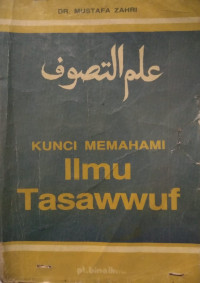 DR. MUSTAFA ZAHRI
علم التصوف
KUNCI MEMAHAMI
Ilmu
Tasawwuf